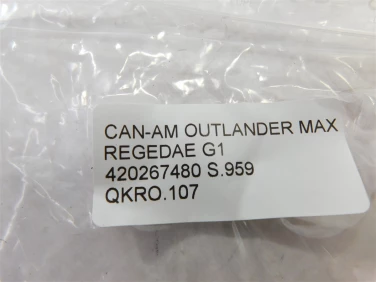 CAN-AM OUTLANDER MAX
REGEDAE G1
420267480 S.959
QKRO.107